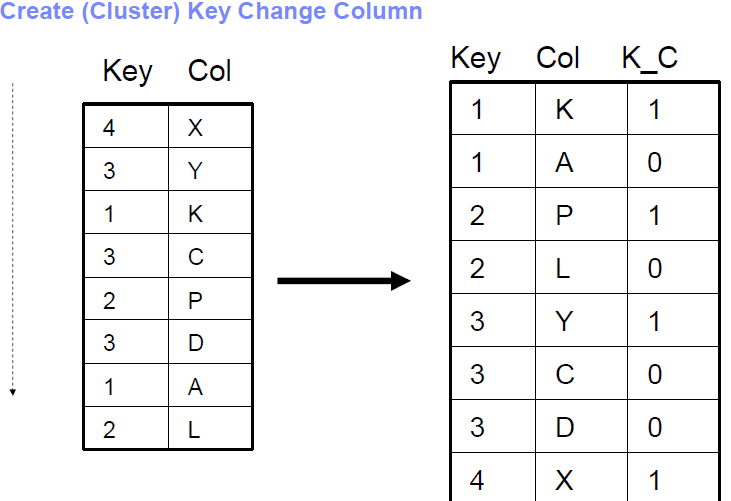 Create (Cluster) Key Change Column
Key Col
4 X
3 Y
1 K
3 C
2 P
3 D
1 A
2 L
Key Col K_C
1 K 1
1 A 0
2 P 1
2 L 0
3 Y 1
3 C 0
3 D 0
4 X 1